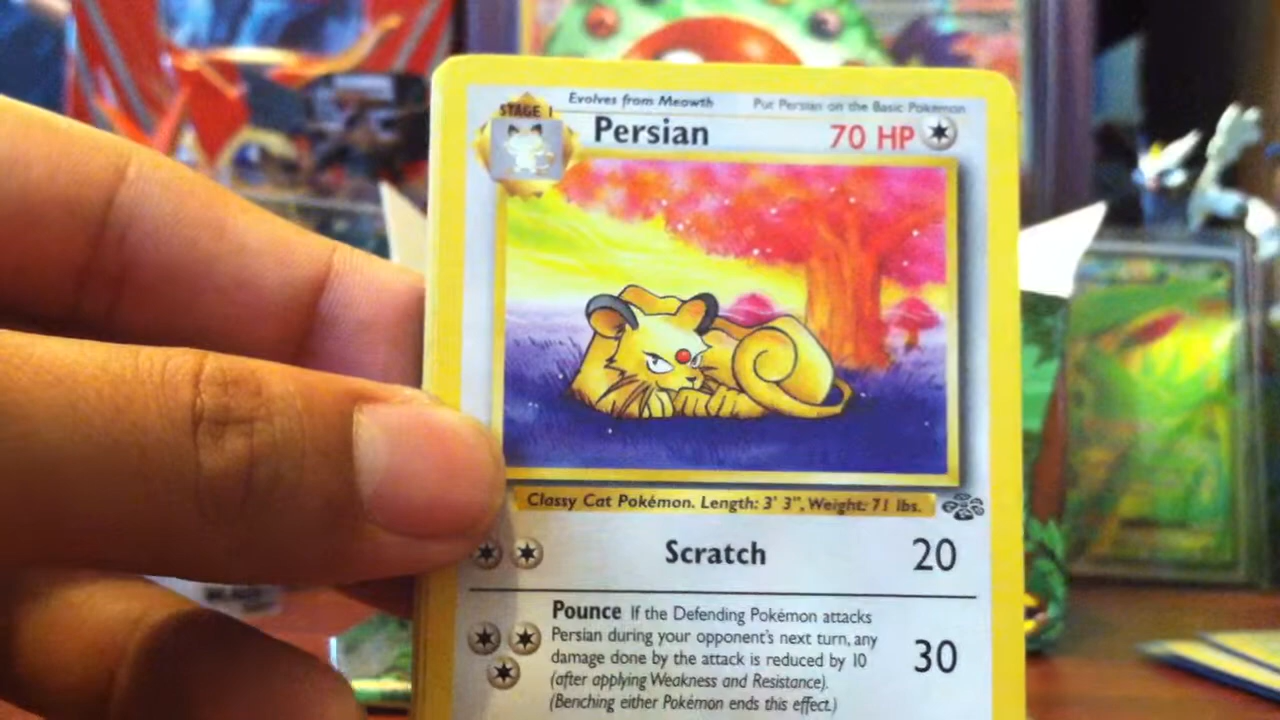 Evolves from Meowth Put Persian on the Basic Pokémon
STAGE 1
Persian 70 HP
Classy Cat Pokémon. Length: 3' 3", Weight: 71 lbs.
Scratch 20
Pounce If the Defending Pokémon attacks
Persian during your opponent's next turn, any
damage done by the attack is reduced by 10
30
(after applying Weakness and Resistance).
(Benching either Pokémon ends this effect.)